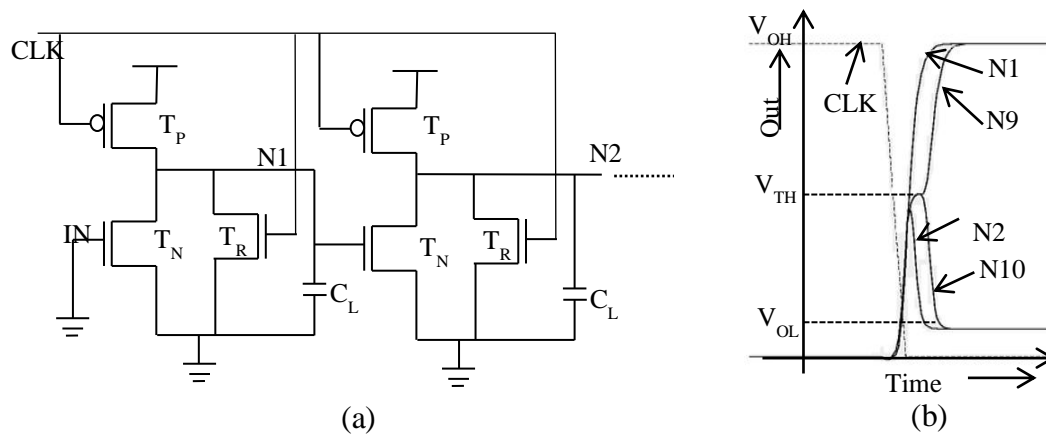 CLK
T_P
T_P
N1
N2
IN
T_N
T_R
T_N
T_R
C_L
C_L
(a)
V_OH
CLK
Out
N1
N9
V_TH
N2
N10
V_OL
Time
(b)